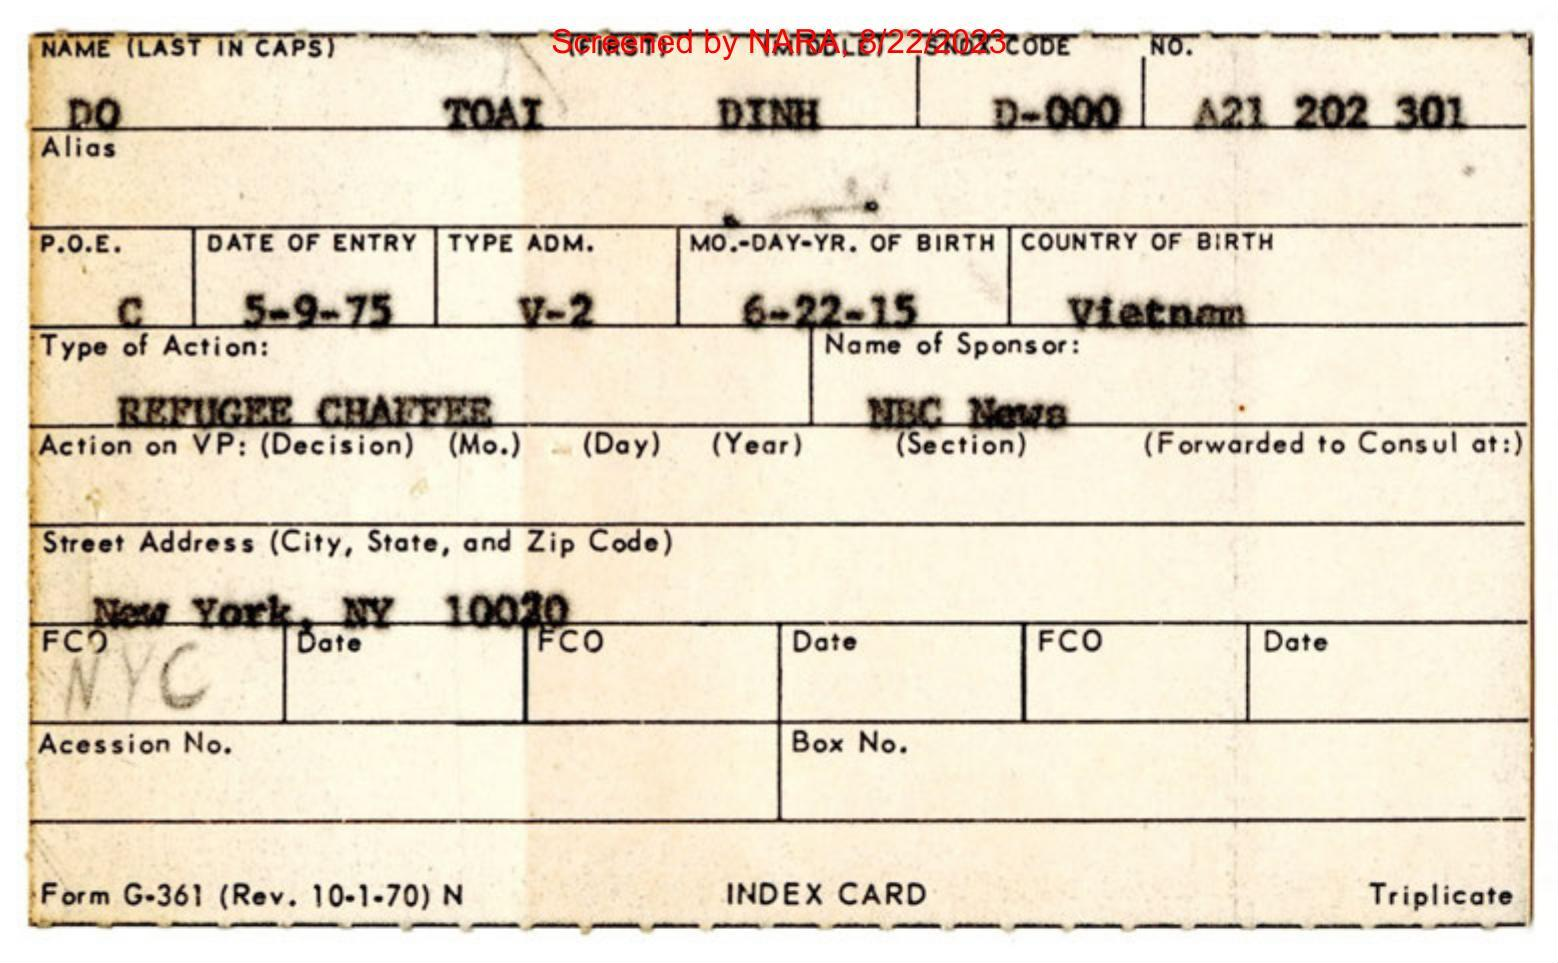 Screened by NARA, 8/22/2023
NAME (LAST IN CAPS) (FIRST) (MIDDLE) SNDX CODE NO.
DO TOAI DINH D-000 A21 202 301
Alias
P.O.E. DATE OF ENTRY TYPE ADM. MO.-DAY-YR. OF BIRTH COUNTRY OF BIRTH
C 5-9-75 V-2 6-22-15 Vietnam
Type of Action: Name of Sponsor:
REFUGEE CHAFFEE NBC News
Action on VP: (Decision) (Mo.) (Day) (Year) (Section) (Forwarded to Consul at:)
Street Address (City, State, and Zip Code)
New York, NY 10020
FCO Date FCO Date FCO Date
NYC
Acession No. Box No.
Form G-361 (Rev. 10-1-70) N INDEX CARD Triplicate